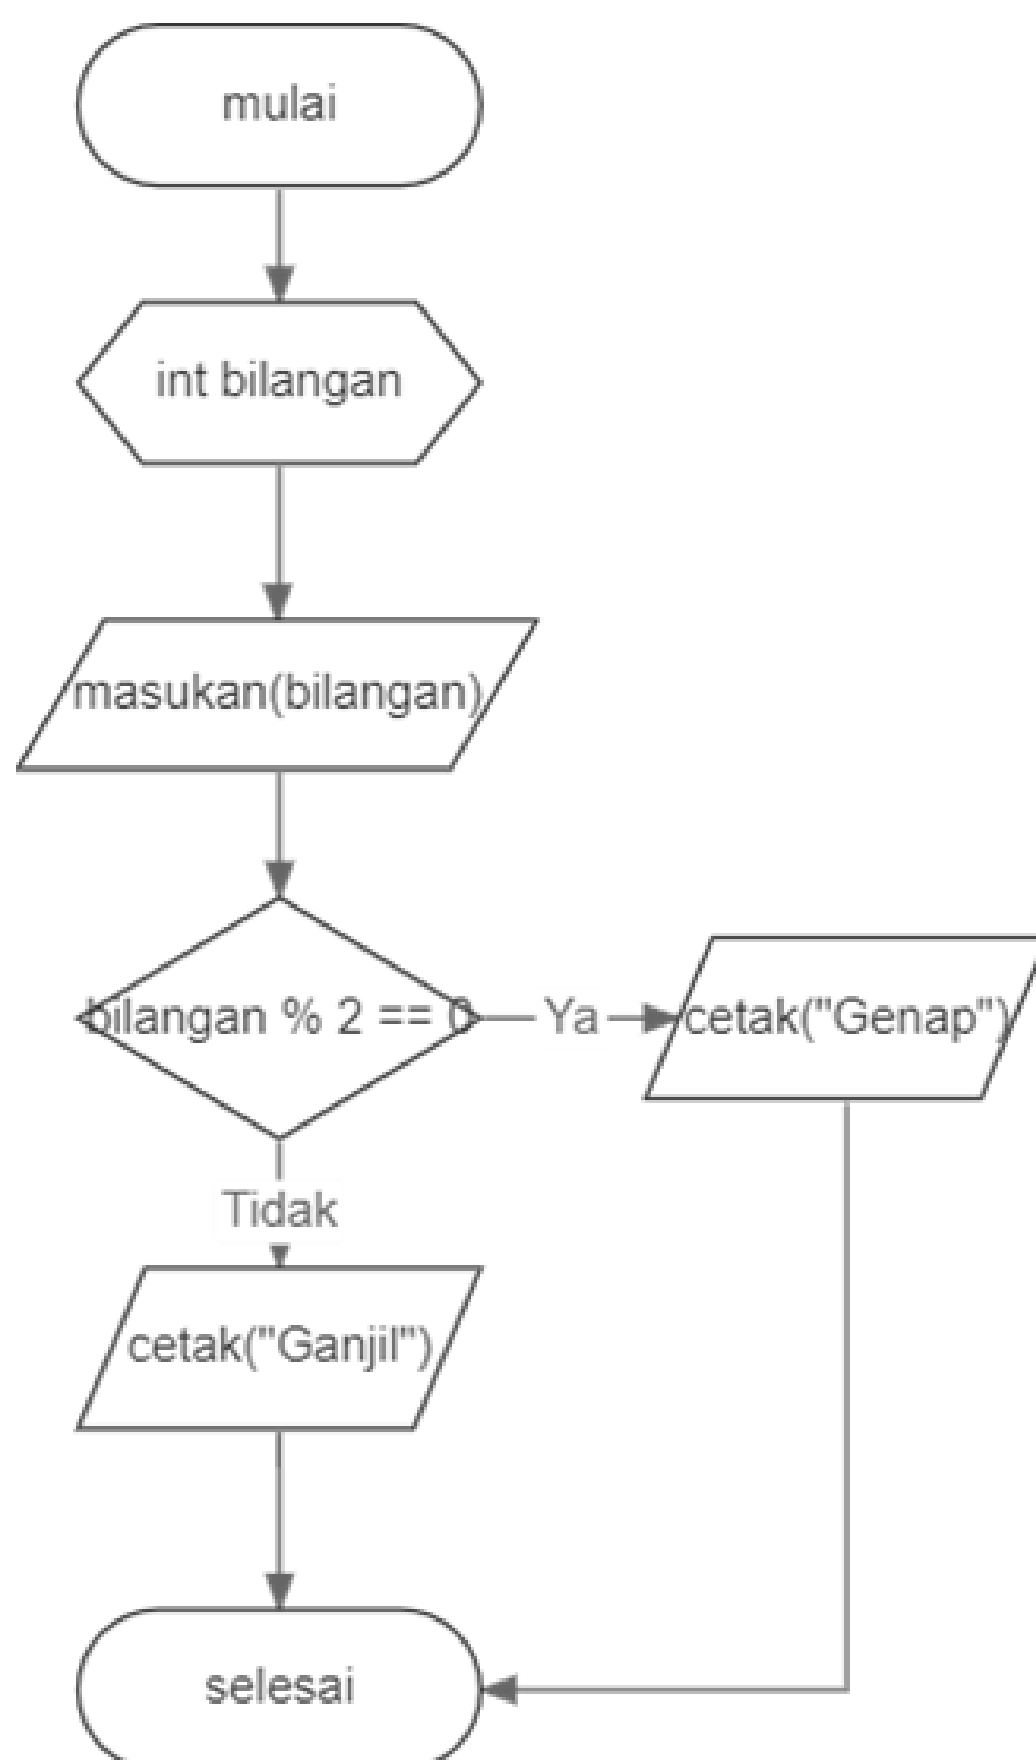 mulai
int bilangan
masukan(bilangan)
bilangan % 2 == 0
Ya
cetak("Genap")
Tidak
cetak("Ganjil")
selesai